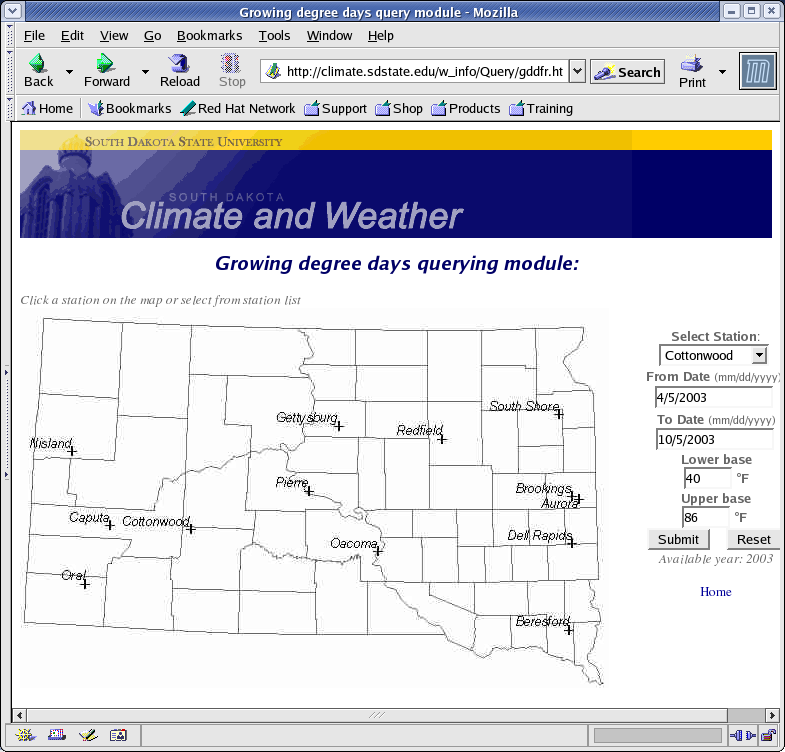 Growing degree days query module - Mozilla
File Edit View Go Bookmarks Tools Window Help
Back Forward Reload Stop http://climate.sdstate.edu/w_info/Query/gddfr.ht Search Print
Home Bookmarks Red Hat Network Support Shop Products Training
SOUTH DAKOTA STATE UNIVERSITY
SOUTH DAKOTA
Climate and Weather
Growing degree days querying module:
Click a station on the map or select from station list
Select Station:
Cottonwood
From Date (mm/dd/yyyy)
4/5/2003
To Date (mm/dd/yyyy)
10/5/2003
Lower base
40 °F
Upper base
86 °F
Submit Reset
Available year: 2003
Home
South Shore
Gettysburg
Redfield
Nisland
Pierre
Brookings
Aurora
Caputa Cottonwood
Dell Rapids
Oacoma
Oral
Beresford